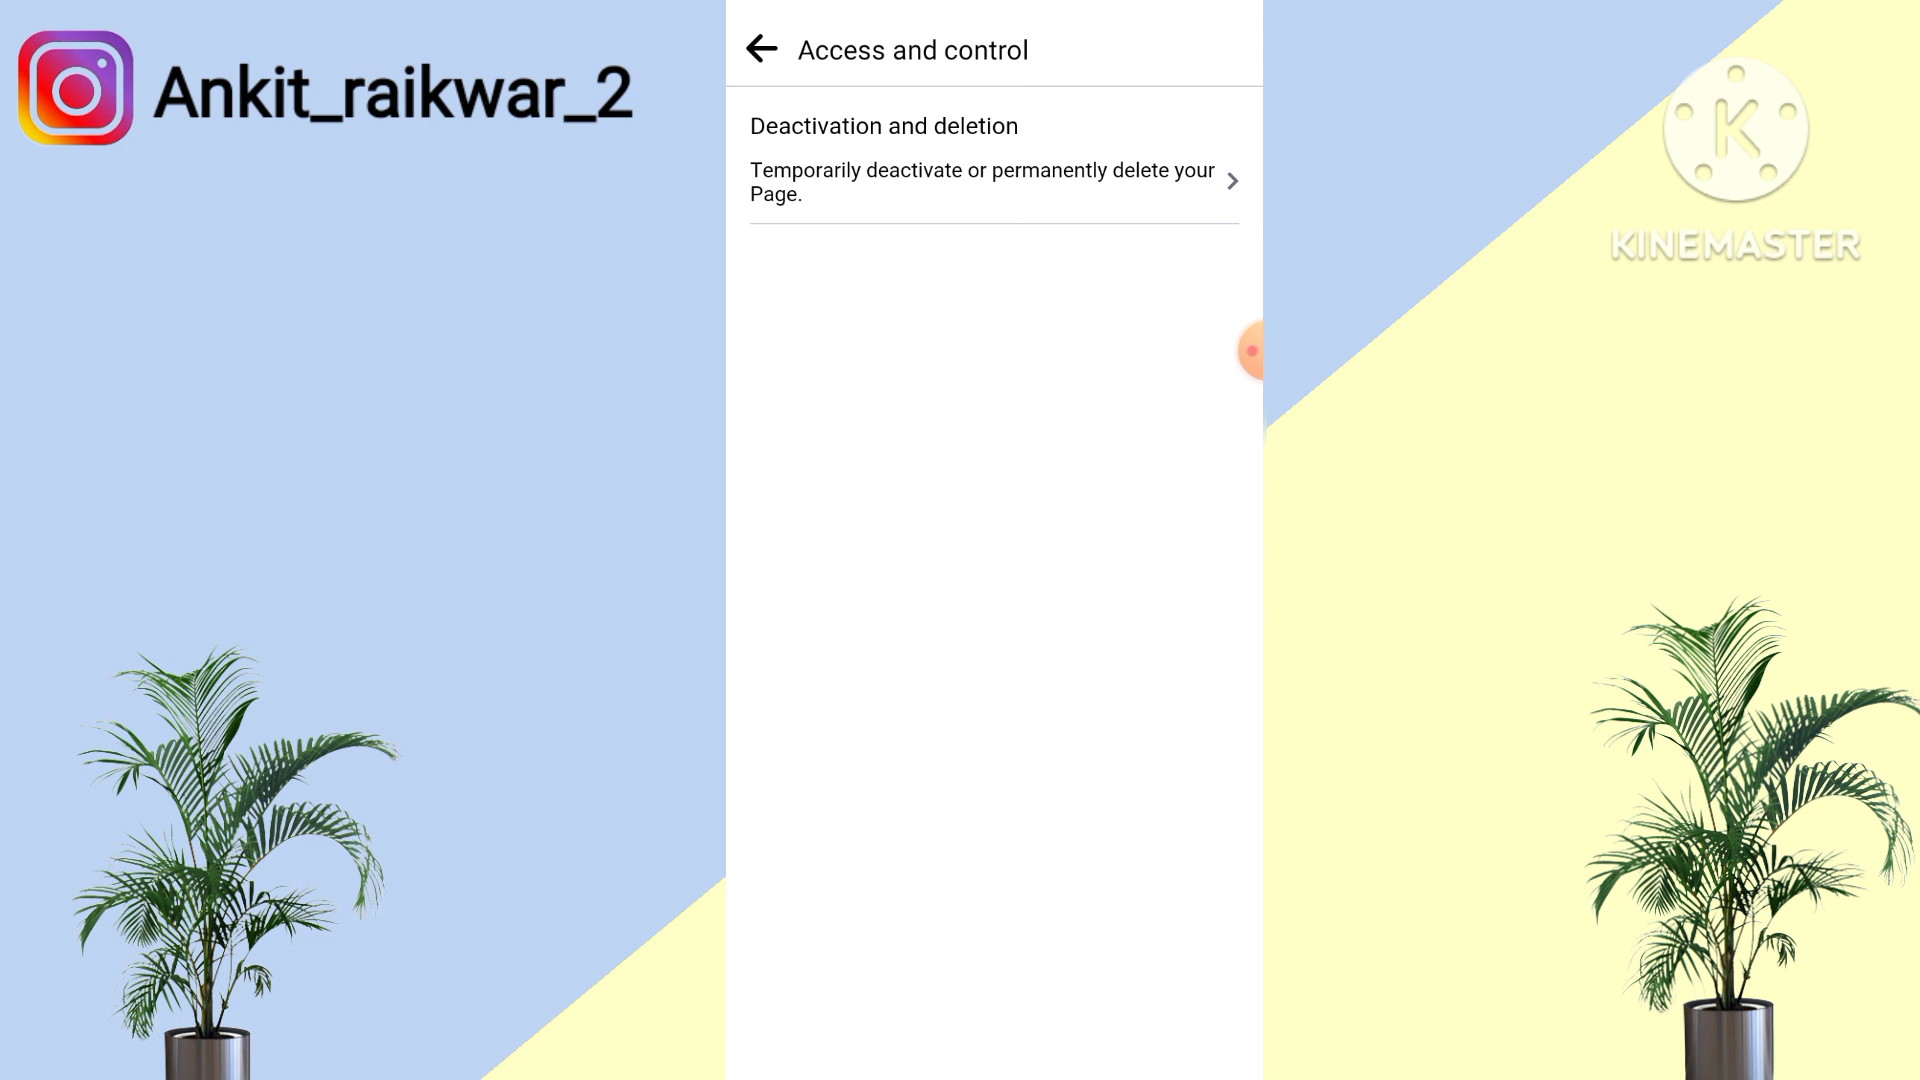 Ankit_raikwar_2
Access and control
Deactivation and deletion
Temporarily deactivate or permanently delete your
Page.
K
KINEMASTER